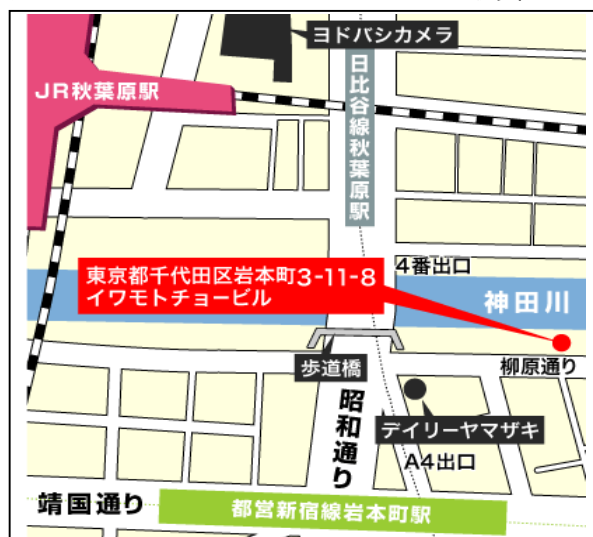 ヨドバシカメラ
JR秋葉原駅
日比谷線秋葉原駅
4番出口
東京都千代田区岩本町3-11-8
イワモトチョービル
神田川
歩道橋
柳原通り
昭和通り
デイリーヤマザキ
A4出口
靖国通り
都営新宿線岩本町駅